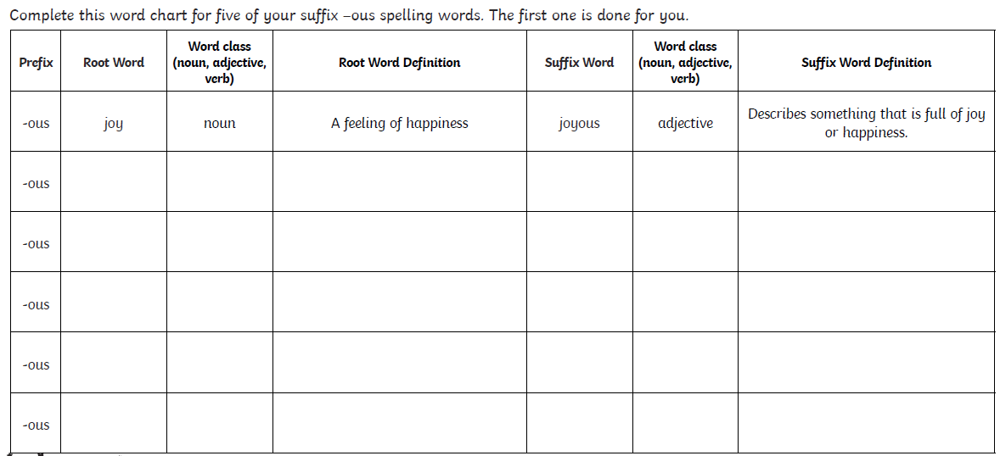 Complete this word chart for five of your suffix –ous spelling words. The first one is done for you.
Prefix
Root Word
Word class
(noun, adjective,
verb)
Root Word Definition
Suffix Word
Word class
(noun, adjective,
verb)
Suffix Word Definition
-ous
joy
noun
A feeling of happiness
joyous
adjective
Describes something that is full of joy
or happiness.
-ous
-ous
-ous
-ous
-ous